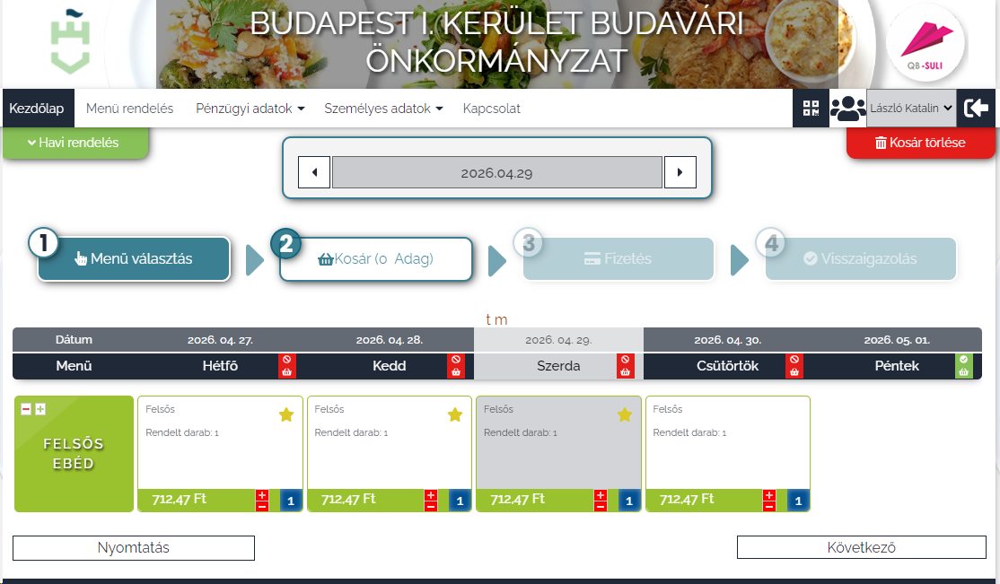 BUDAPEST I. KERÜLET BUDAVÁRI
ÖNKORMÁNYZAT
QB-SULI
Kezdőlap Menü rendelés Pénzügyi adatok Személyes adatok Kapcsolat László Katalin
Havi rendelés
Kosár törlése
2026.04.29
1 Menü választás
2 Kosár (0 Adag)
3 Fizetés
4 Visszaigazolás
t m
Dátum 2026. 04. 27. 2026. 04. 28. 2026. 04. 29. 2026. 04. 30. 2026. 05. 01.
Menü Hétfő Kedd Szerda Csütörtök Péntek
FELSŐS
EBÉD
Felsős Felsős Felsős Felsős
Rendelt darab: 1 Rendelt darab: 1 Rendelt darab: 1 Rendelt darab: 1
712,47 Ft 1 712,47 Ft 1 712,47 Ft 1 712,47 Ft 1
Nyomtatás Következő